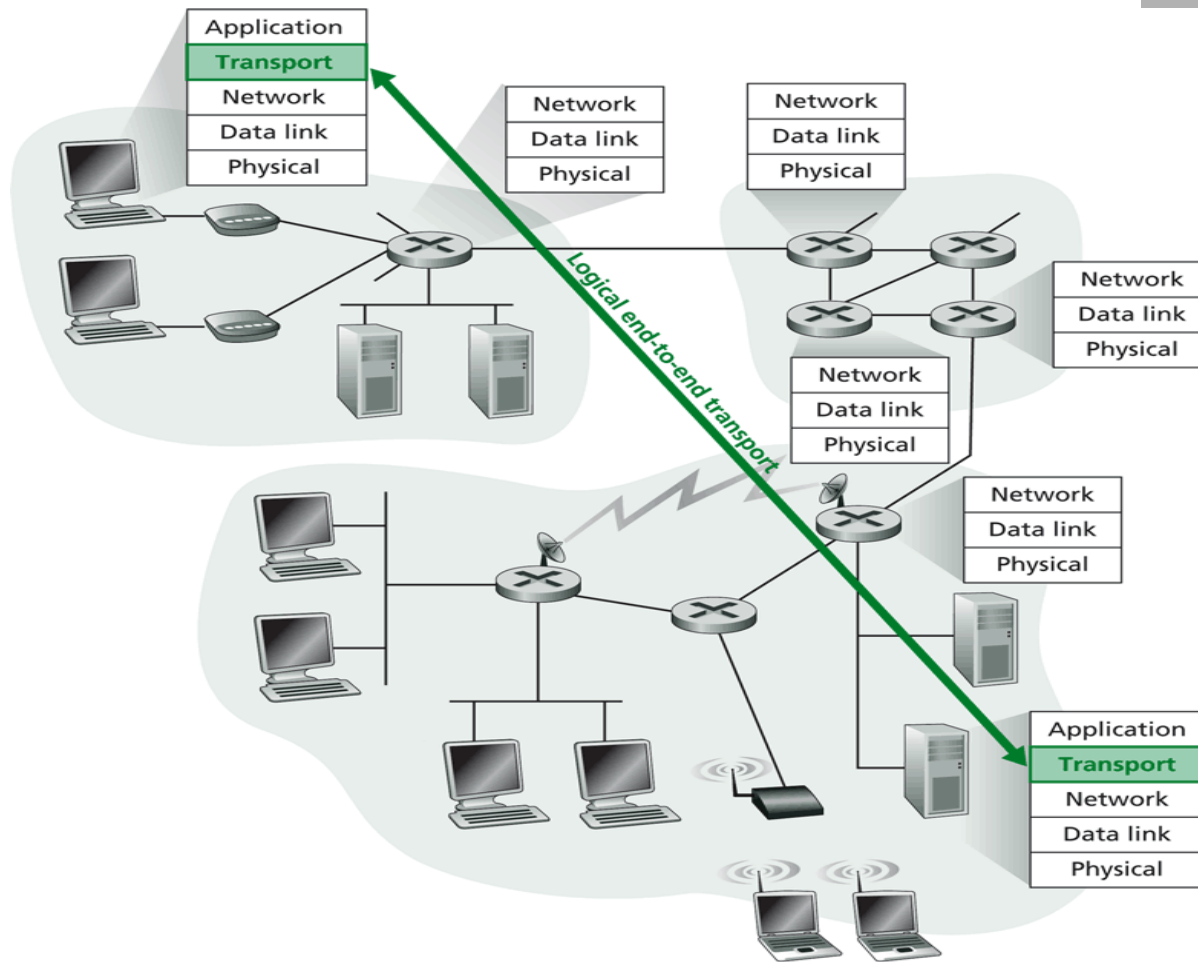 Application
Transport
Network
Data link
Physical
Network
Data link
Physical
Network
Data link
Physical
Network
Data link
Physical
Network
Data link
Physical
Logical end-to-end transport
Network
Data link
Physical
Application
Transport
Network
Data link
Physical